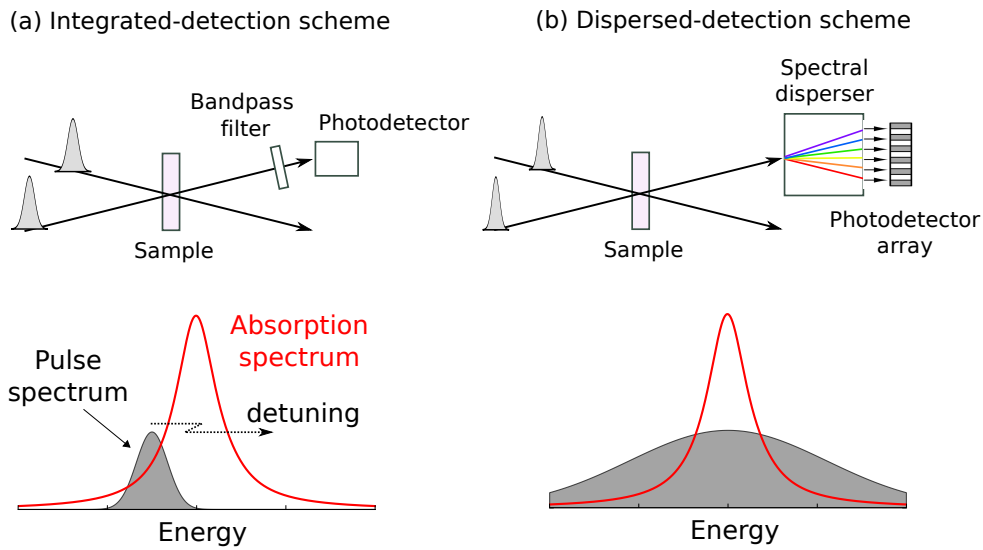 (a) Integrated-detection scheme
Bandpass
filter
Photodetector
Sample
Absorption
spectrum
Pulse
spectrum
detuning
Energy
(b) Dispersed-detection scheme
Spectral
disperser
Sample
Photodetector
array
Energy